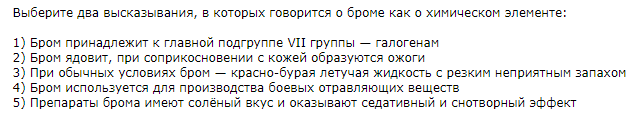 Выберите два высказывания, в которых говорится о броме как о химическом элементе:
1) Бром принадлежит к главной подгруппе VII группы — галогенам
2) Бром ядовит, при соприкосновении с кожей образуются ожоги
3) При обычных условиях бром — красно-бурая летучая жидкость с резким неприятным запахом
4) Бром используется для производства боевых отравляющих веществ
5) Препараты брома имеют солёный вкус и оказывают седативный и снотворный эффект